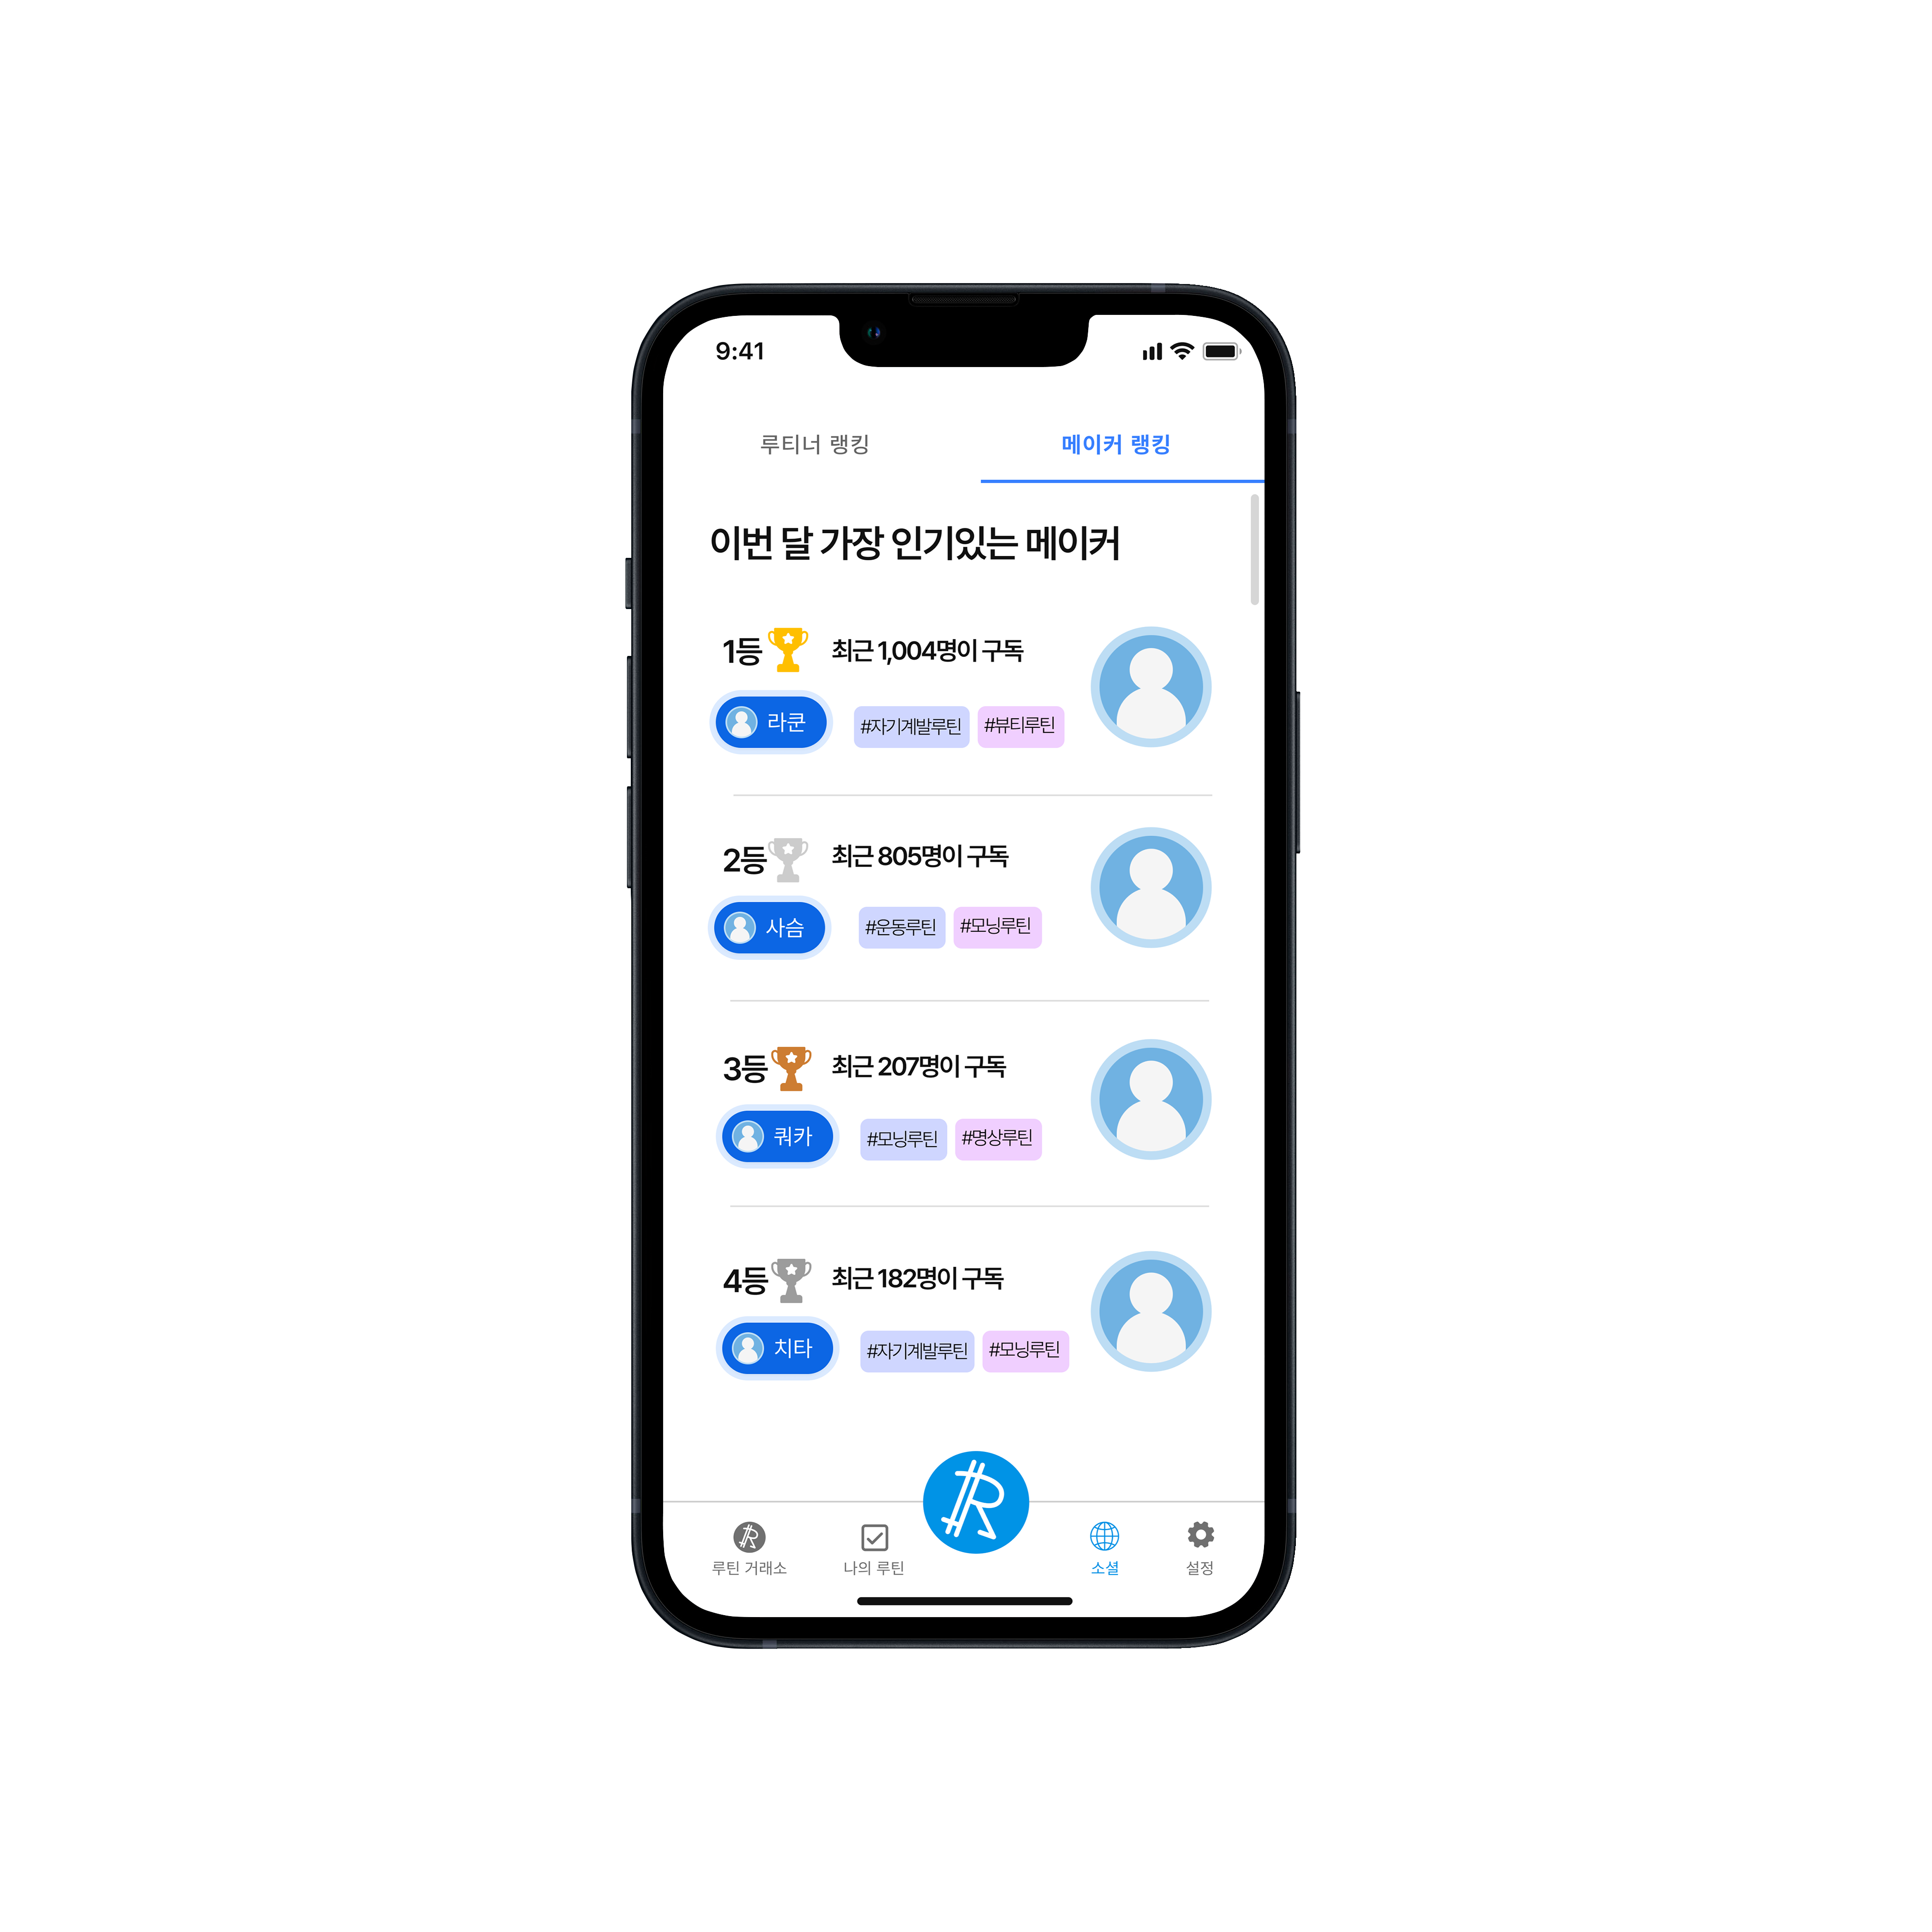 9:41
루티너 랭킹
메이커 랭킹
이번 달 가장 인기있는 메이커
1등
최근 1,004명이 구독
라쿤
#자기계발루틴
#뷰티루틴
2등
최근 805명이 구독
사슴
#운동루틴
#모닝루틴
3등
최근 207명이 구독
쿼카
#모닝루틴
#명상루틴
4등
최근 182명이 구독
치타
#자기계발루틴
#모닝루틴
루틴 거래소
나의 루틴
소셜
설정